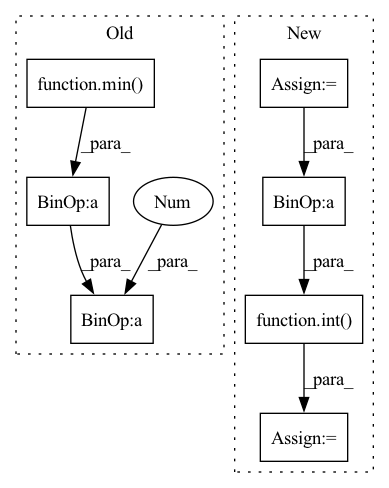 Old
New
function.min()
Assign:=
_para_
_para_
BinOp:a
Num
BinOp:a
_para_
_para_
_para_
BinOp:a
function.int()
_para_
Assign:=